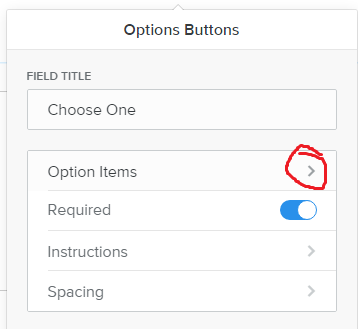 Options Buttons
FIELD TITLE
Choose One
Option Items
Required
Instructions
Spacing